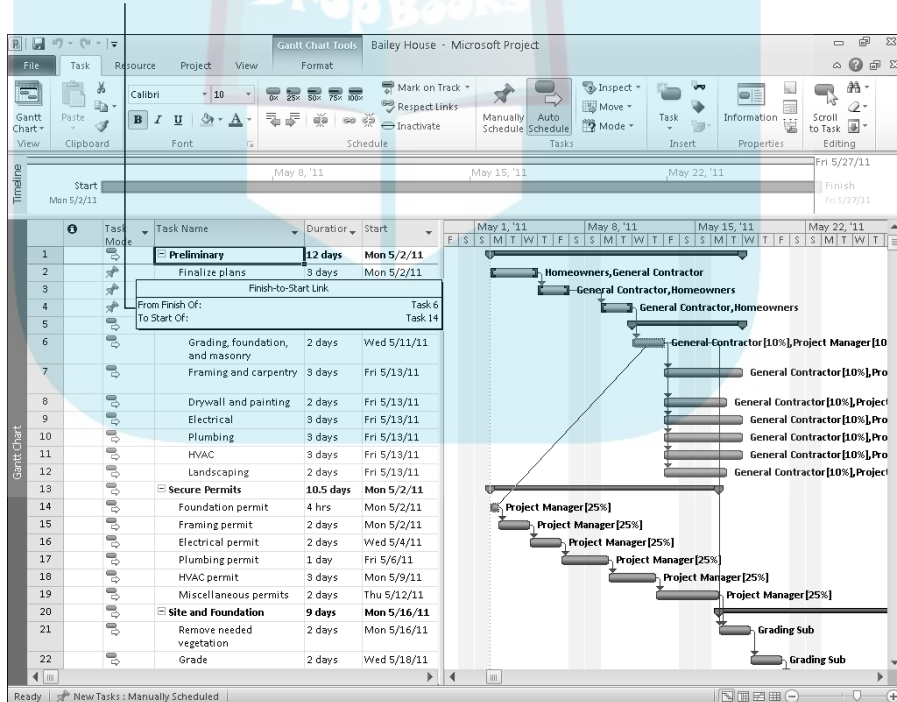 Drop Books
Gantt Chart Tools Bailey House - Microsoft Project
File Task Resource Project View Format
Calibri 10 Mark on Track Inspect
0% 25% 50% 75% 100% Respect Links Move
Gantt Chart Paste B I U A Inactivate Manually Schedule Auto Schedule Mode Task Information Scroll to Task
View Clipboard Font Schedule Tasks Insert Properties Editing
Timeline
Fri 5/27/11
May 8, '11 May 15, '11 May 22, '11
Start Finish
Mon 5/2/11 Fri 5/27/11
Gantt Chart
Task Mode Task Name Duration Start May 1, '11 May 8, '11 May 15, '11 May 22, '11
F S S M T W T F S S M T W T F S S M T W T F S S M T W T
1 Preliminary 12 days Mon 5/2/11
2 Finalize plans 3 days Mon 5/2/11 Homeowners,General Contractor
3 General Contractor,Homeowners
Finish-to-Start Link
4 General Contractor,Homeowners
From Finish Of: Task 6
To Start Of: Task 14
5
6 Grading, foundation, and masonry 2 days Wed 5/11/11 General Contractor[10%],Project Manager[10
7 Framing and carpentry 3 days Fri 5/13/11 General Contractor[10%],Pro
8 Drywall and painting 2 days Fri 5/13/11 General Contractor[10%],Project
9 Electrical 3 days Fri 5/13/11 General Contractor[10%],Pro
10 Plumbing 3 days Fri 5/13/11 General Contractor[10%],Pro
11 HVAC 3 days Fri 5/13/11 General Contractor[10%],Pro
12 Landscaping 2 days Fri 5/13/11 General Contractor[10%],Project
13 Secure Permits 10.5 days Mon 5/2/11
14 Foundation permit 4 hrs Mon 5/2/11 Project Manager[25%]
15 Framing permit 2 days Mon 5/2/11 Project Manager[25%]
16 Electrical permit 2 days Wed 5/4/11 Project Manager[25%]
17 Plumbing permit 1 day Fri 5/6/11 Project Manager[25%]
18 HVAC permit 3 days Mon 5/9/11 Project Manager[25%]
19 Miscellaneous permits 2 days Thu 5/12/11 Project Manager[25%]
20 Site and Foundation 9 days Mon 5/16/11
21 Remove needed vegetation 2 days Mon 5/16/11 Grading Sub
22 Grade 2 days Wed 5/18/11 Grading Sub
Ready New Tasks : Manually Scheduled